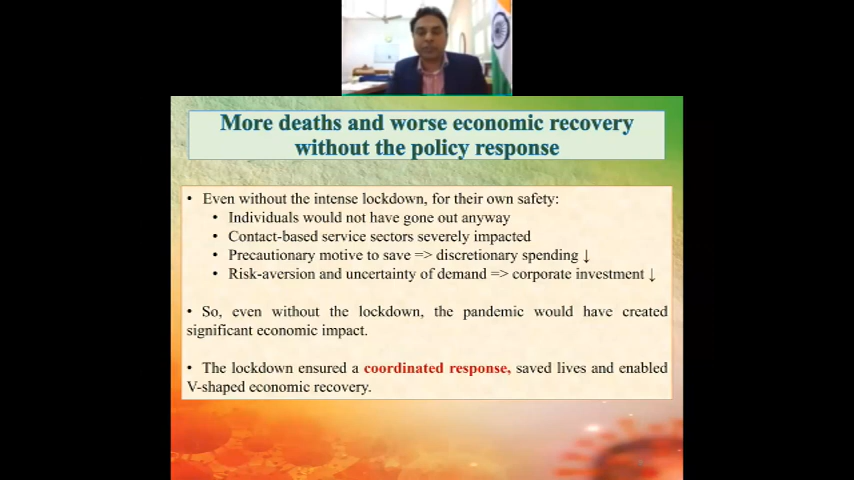 More deaths and worse economic recovery
without the policy response
• Even without the intense lockdown, for their own safety:
• Individuals would not have gone out anyway
• Contact-based service sectors severely impacted
• Precautionary motive to save => discretionary spending ↓
• Risk-aversion and uncertainty of demand => corporate investment ↓
• So, even without the lockdown, the pandemic would have created
significant economic impact.
• The lockdown ensured a coordinated response, saved lives and enabled
V-shaped economic recovery.